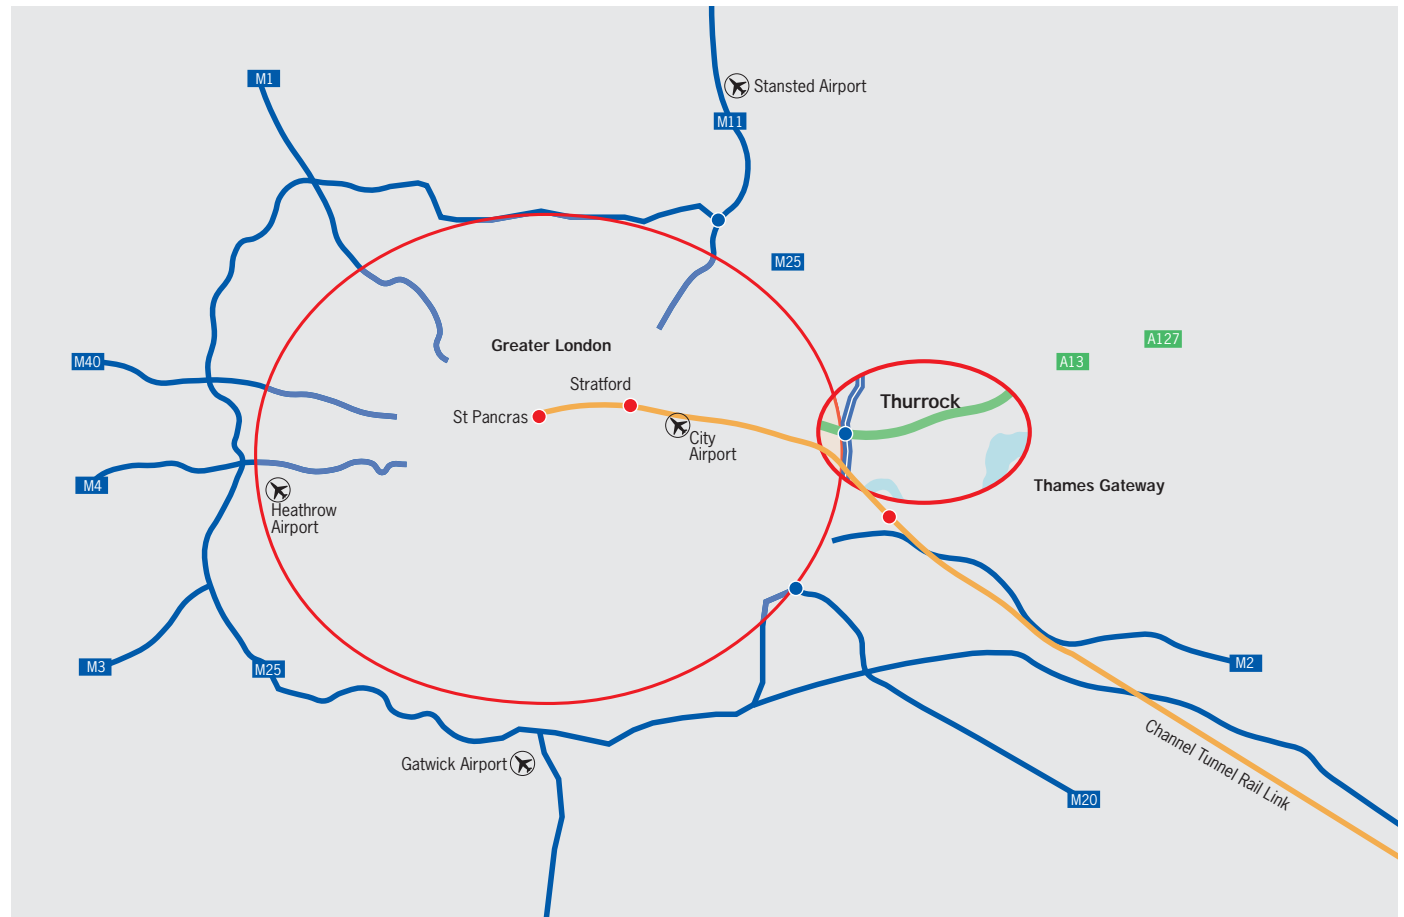 M1
Stansted Airport
M11
M25
A127
Greater London
M40
A13
Stratford
Thurrock
St Pancras
City
Airport
M4
Thames Gateway
Heathrow
Airport
M3
M25
M2
Channel Tunnel Rail Link
Gatwick Airport
M20